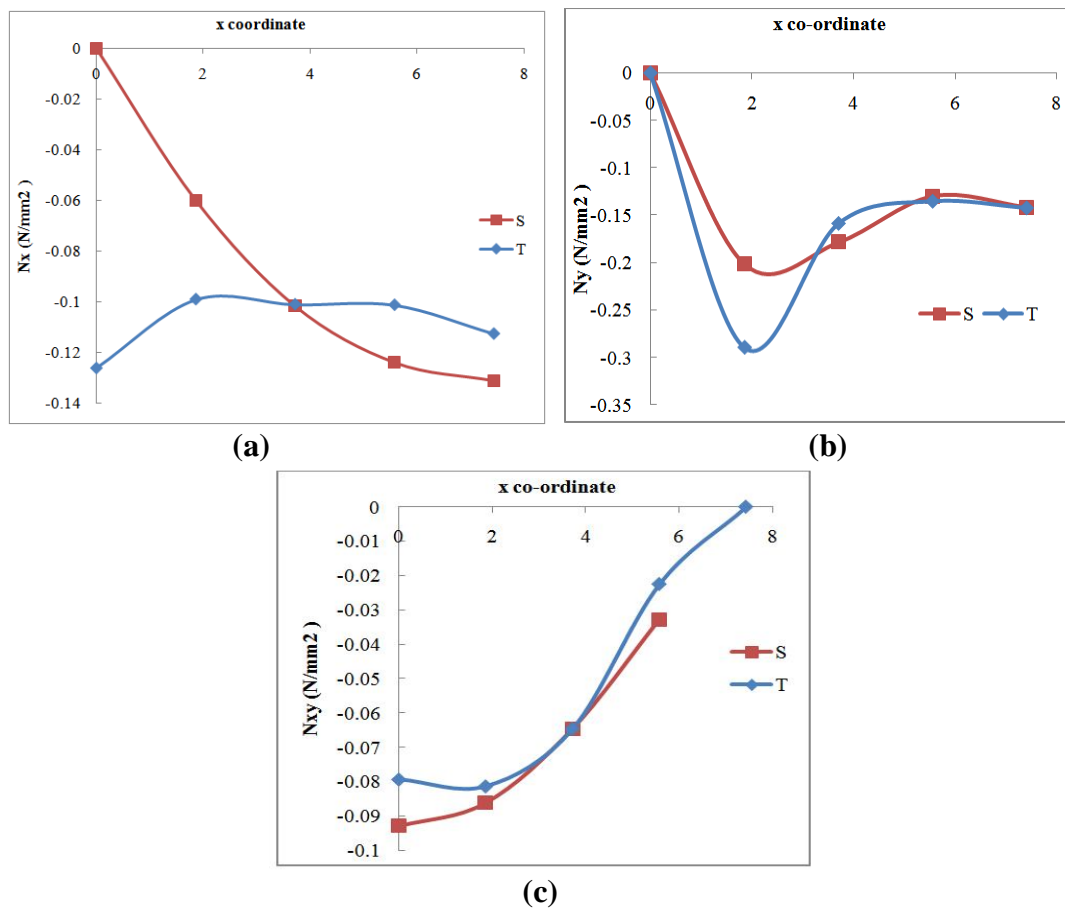 x coordinate
0
0 2 4 6 8
-0.02
-0.04
-0.06
-0.08
-0.1
-0.12
-0.14
Nx (N/mm2 )
S
T
(a)
x co-ordinate
0
0 2 4 6 8
-0.05
-0.1
-0.15
-0.2
-0.25
-0.3
-0.35
Ny (N/mm2 )
S T
(b)
x co-ordinate
0
0 2 4 6 8
-0.01
-0.02
-0.03
-0.04
-0.05
-0.06
-0.07
-0.08
-0.09
-0.1
Nxy (N/mm2 )
S
T
(c)